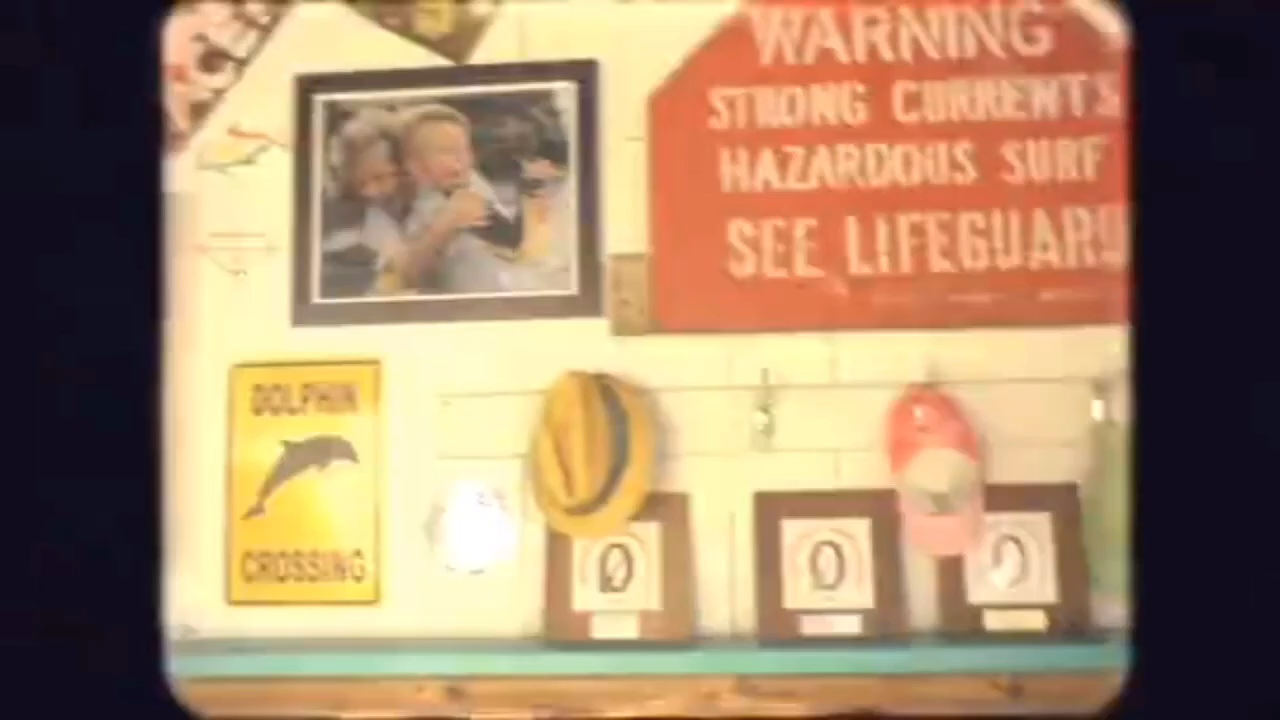 WARNING
STRONG CURRENTS
HAZARDOUS SURF
SEE LIFEGUARD
DOLPHIN
CROSSING